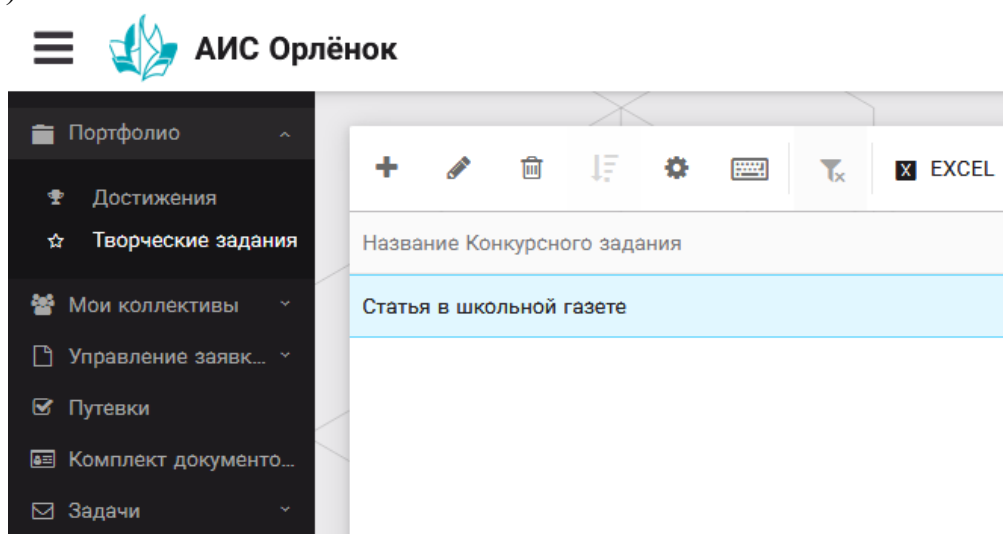 АИС Орлёнок
Портфолио
Достижения
Творческие задания
Мои коллективы
Управление заявк...
Путевки
Комплект документо...
Задачи
X EXCEL
Название Конкурсного задания
Статья в школьной газете